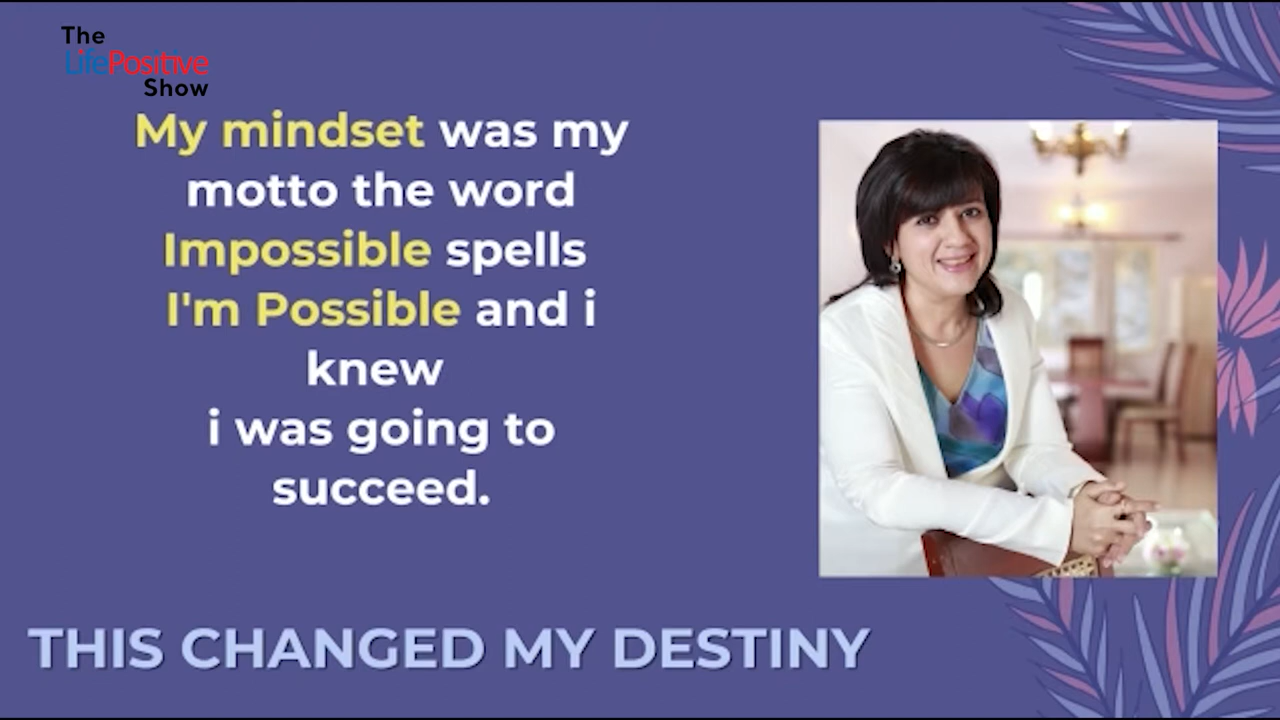 The
LifePositive
Show
My mindset was my
motto the word
Impossible spells
I'm Possible and i
knew
i was going to
succeed.
THIS CHANGED MY DESTINY